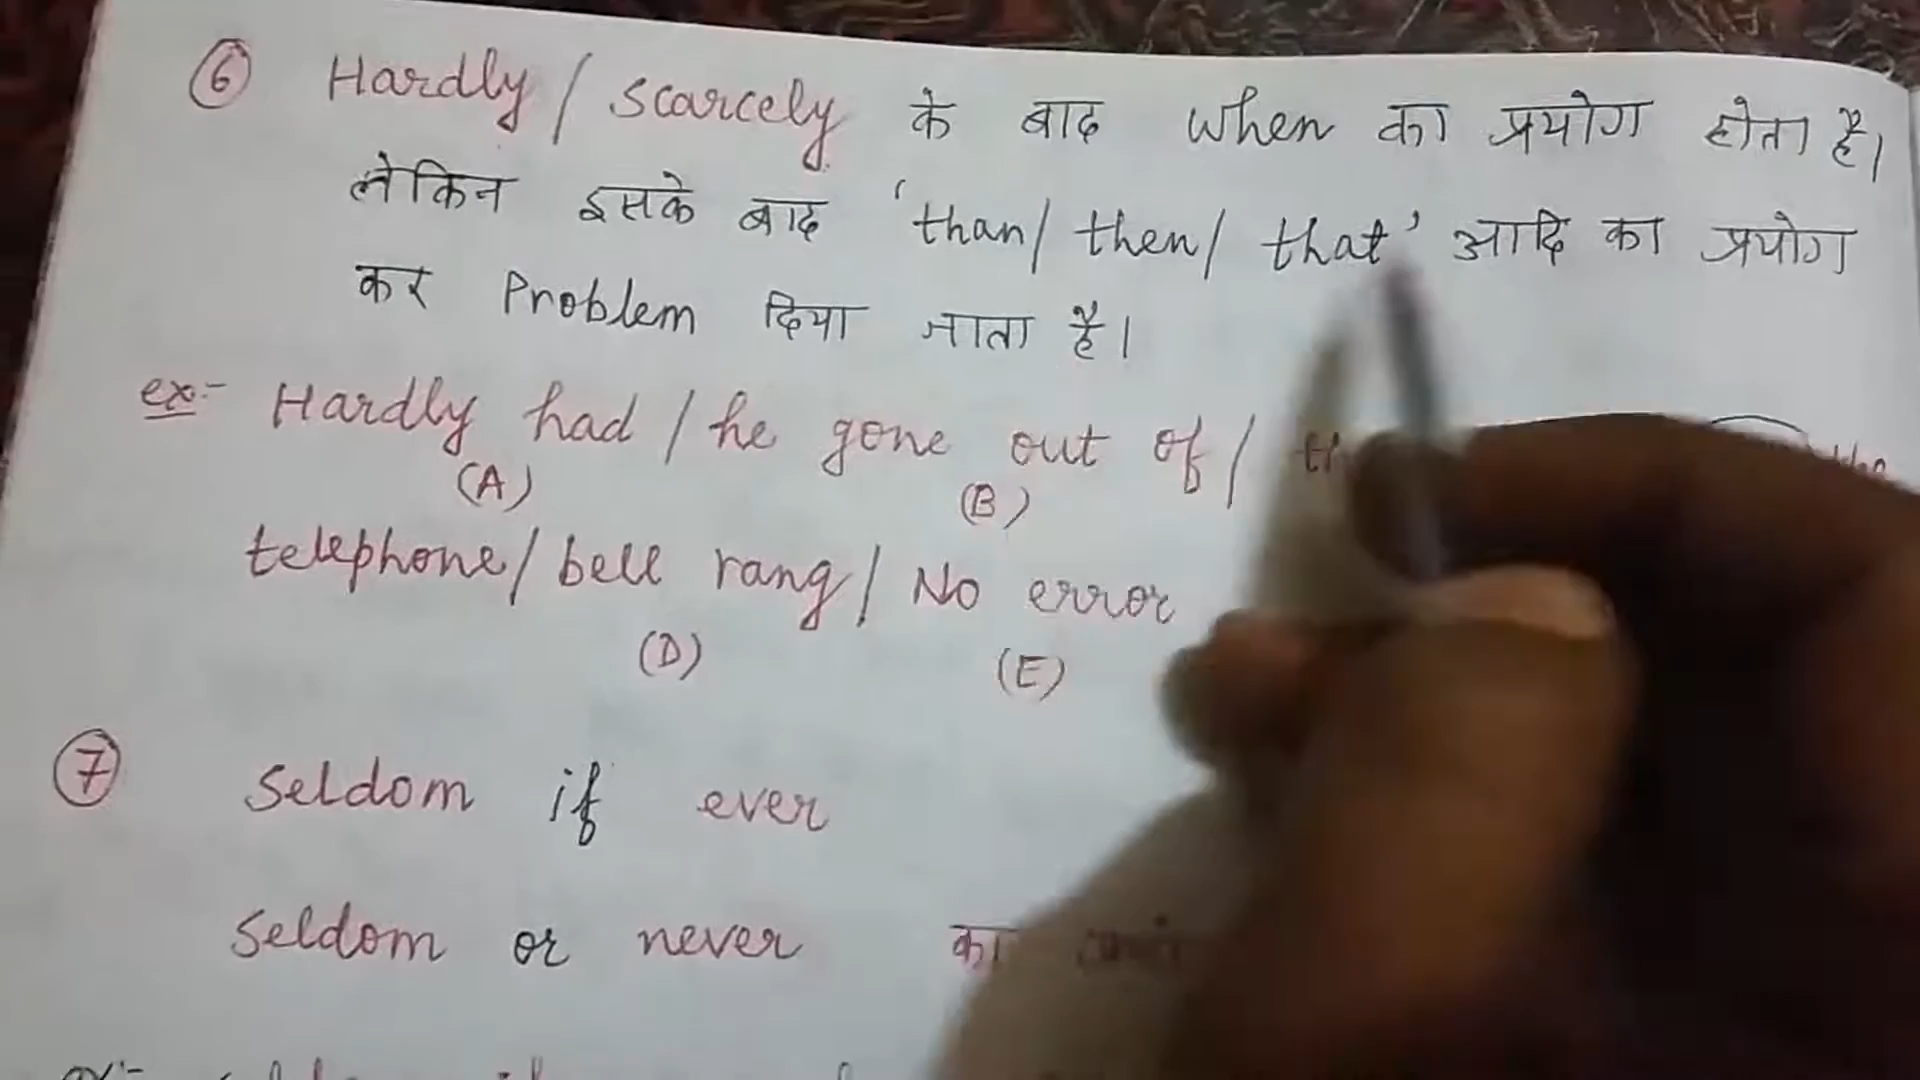 ⑥ Hardly / scarcely के बाद when का प्रयोग होता है।
लेकिन इसके बाद 'than/ then/ that' आदि का प्रयोग
कर Problem दिया जाता है।
ex:- Hardly had / he gone out of /
(A) (B)
telephone/ bell rang/ No error
(D) (E)
⑦ seldom if ever
seldom or never का